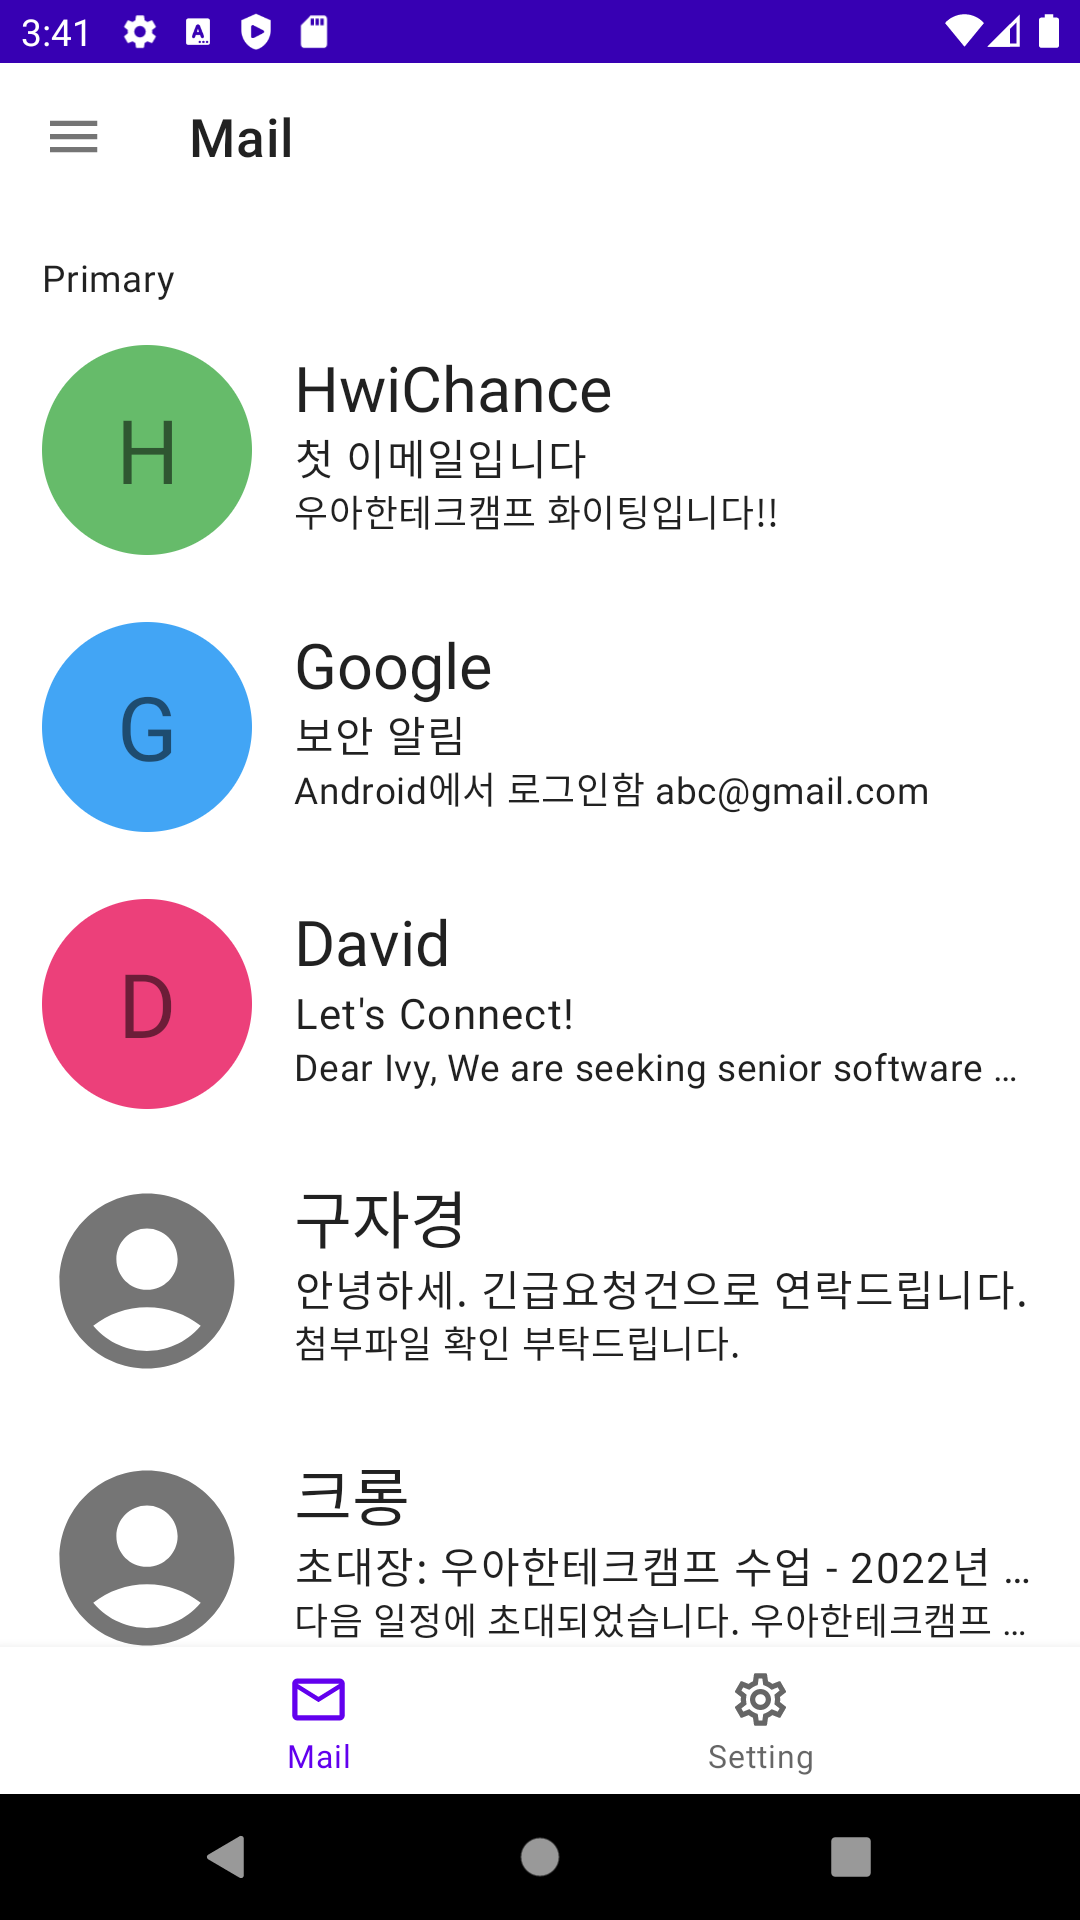 3:41
Mail
Primary
H
HwiChance
첫 이메일입니다
우아한테크캠프 화이팅입니다!!
G
Google
보안 알림
Android에서 로그인함 abc@gmail.com
D
David
Let's Connect!
Dear Ivy, We are seeking senior software …
구자경
안녕하세. 긴급요청건으로 연락드립니다.
첨부파일 확인 부탁드립니다.
크롱
초대장: 우아한테크캠프 수업 - 2022년 …
다음 일정에 초대되었습니다. 우아한테크캠프 …
Mail
Setting